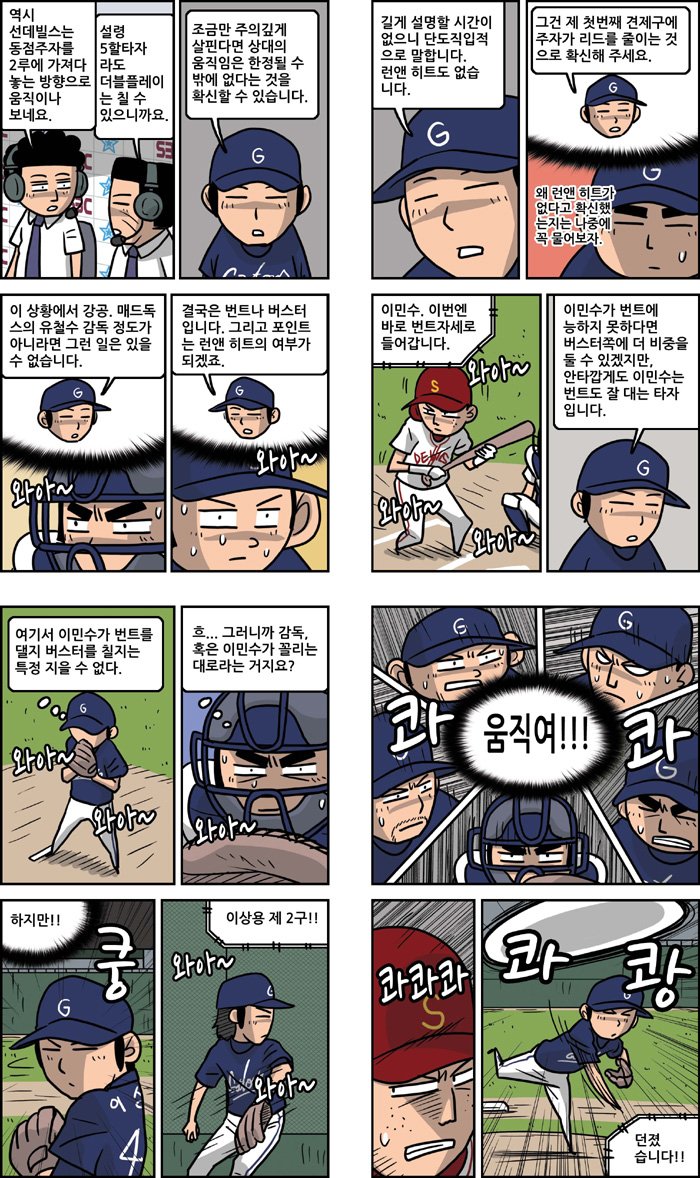 역시
선데빌스는
동점주자를
2루에 가져다
놓는 방향으로
움직이나
보네요.
설령
5할타자
라도
더블플레이
는 칠 수
있으니까요.
조금만 주의깊게
살핀다면 상대의
움직임은 한정될 수
밖에 없다는 것을
확신할 수 있습니다.
G
길게 설명할 시간이
없으니 단도직입적
으로 말합니다.
런앤 히트도 없습
니다.
G
그건 제 첫번째 견제구에
주자가 리드를 줄이는 것
으로 확신해 주세요.
G
왜 런앤 히트가
없다고 확신했
는지는 나중에
꼭 물어보자.
G
이 상황에서 강공. 매드독
스의 유철수 감독 정도가
아니라면 그런 일은 있을
수 없습니다.
G
와아~
결국은 번트나 버스터
입니다. 그리고 포인트
는 런앤 히트의 여부가
되겠죠.
G
와아~
이민수. 이번엔
바로 번트자세로
들어갑니다.
와아~
S
와아~
와아~
이민수가 번트에
능하지 못하다면
버스터쪽에 더 비중을
둘 수 있겠지만,
안타깝게도 이민수는
번트도 잘 대는 타자
입니다.
G
여기서 이민수가 번트를
댈지 버스터를 칠지는
특정 지을 수 없다.
G
와아~
와아~
흐... 그러니까 감독,
혹은 이민수가 꼴리는
대로라는 거지요?
와아~
G
G
콰
움직여!!!
콰
G
하지만!!
쿵
G
이상용 제 2구!!
와아~
G
와아~
콰콰콰
S
콰
쾅
G
던졌
습니다!!